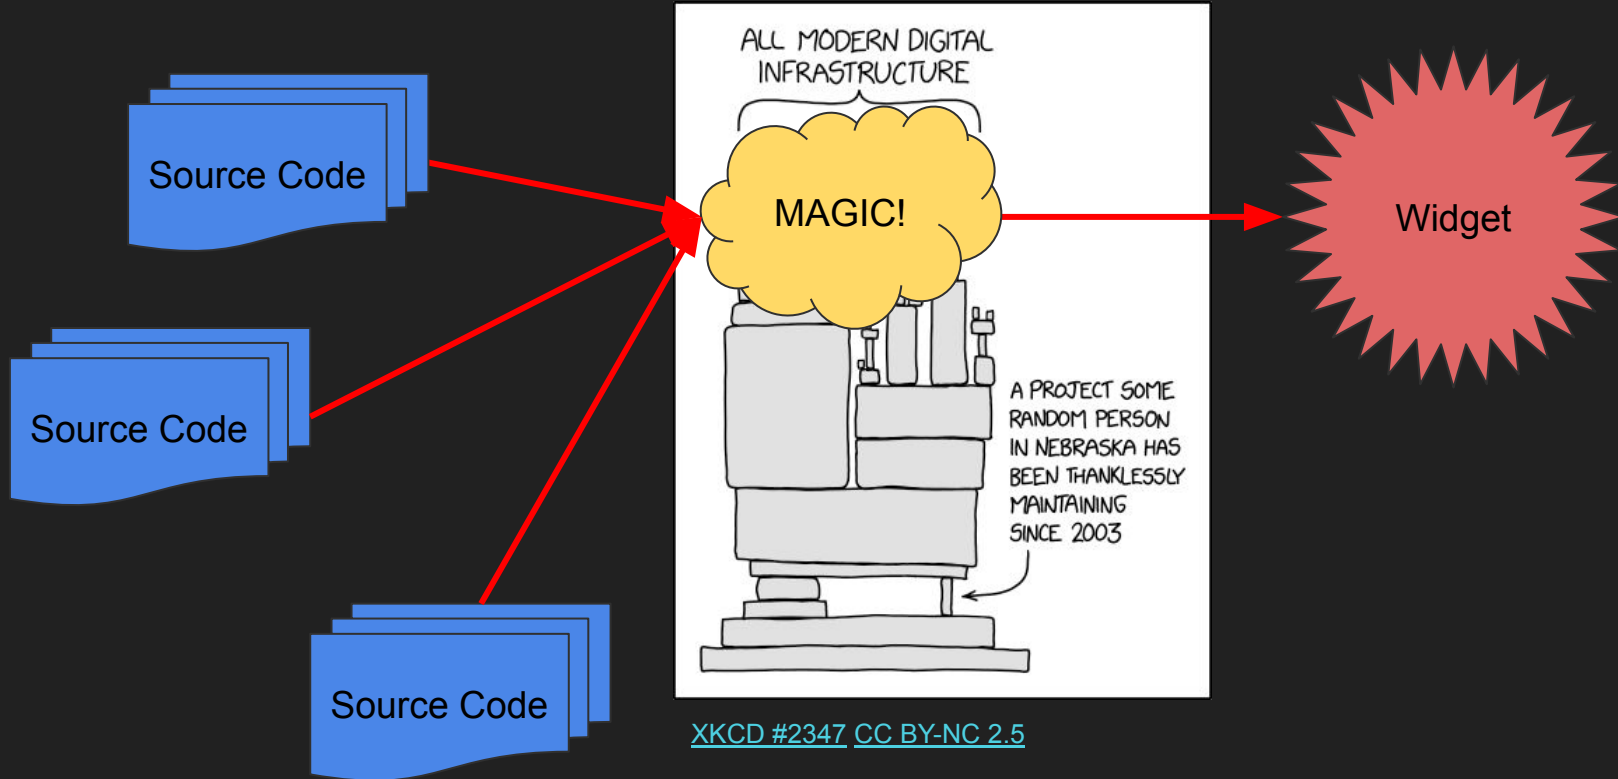 ALL MODERN DIGITAL
INFRASTRUCTURE
Source Code
MAGIC!
Widget
Source Code
A PROJECT SOME
RANDOM PERSON
IN NEBRASKA HAS
BEEN THANKLESSLY
MAINTAINING
SINCE 2003
Source Code
XKCD #2347 CC BY-NC 2.5